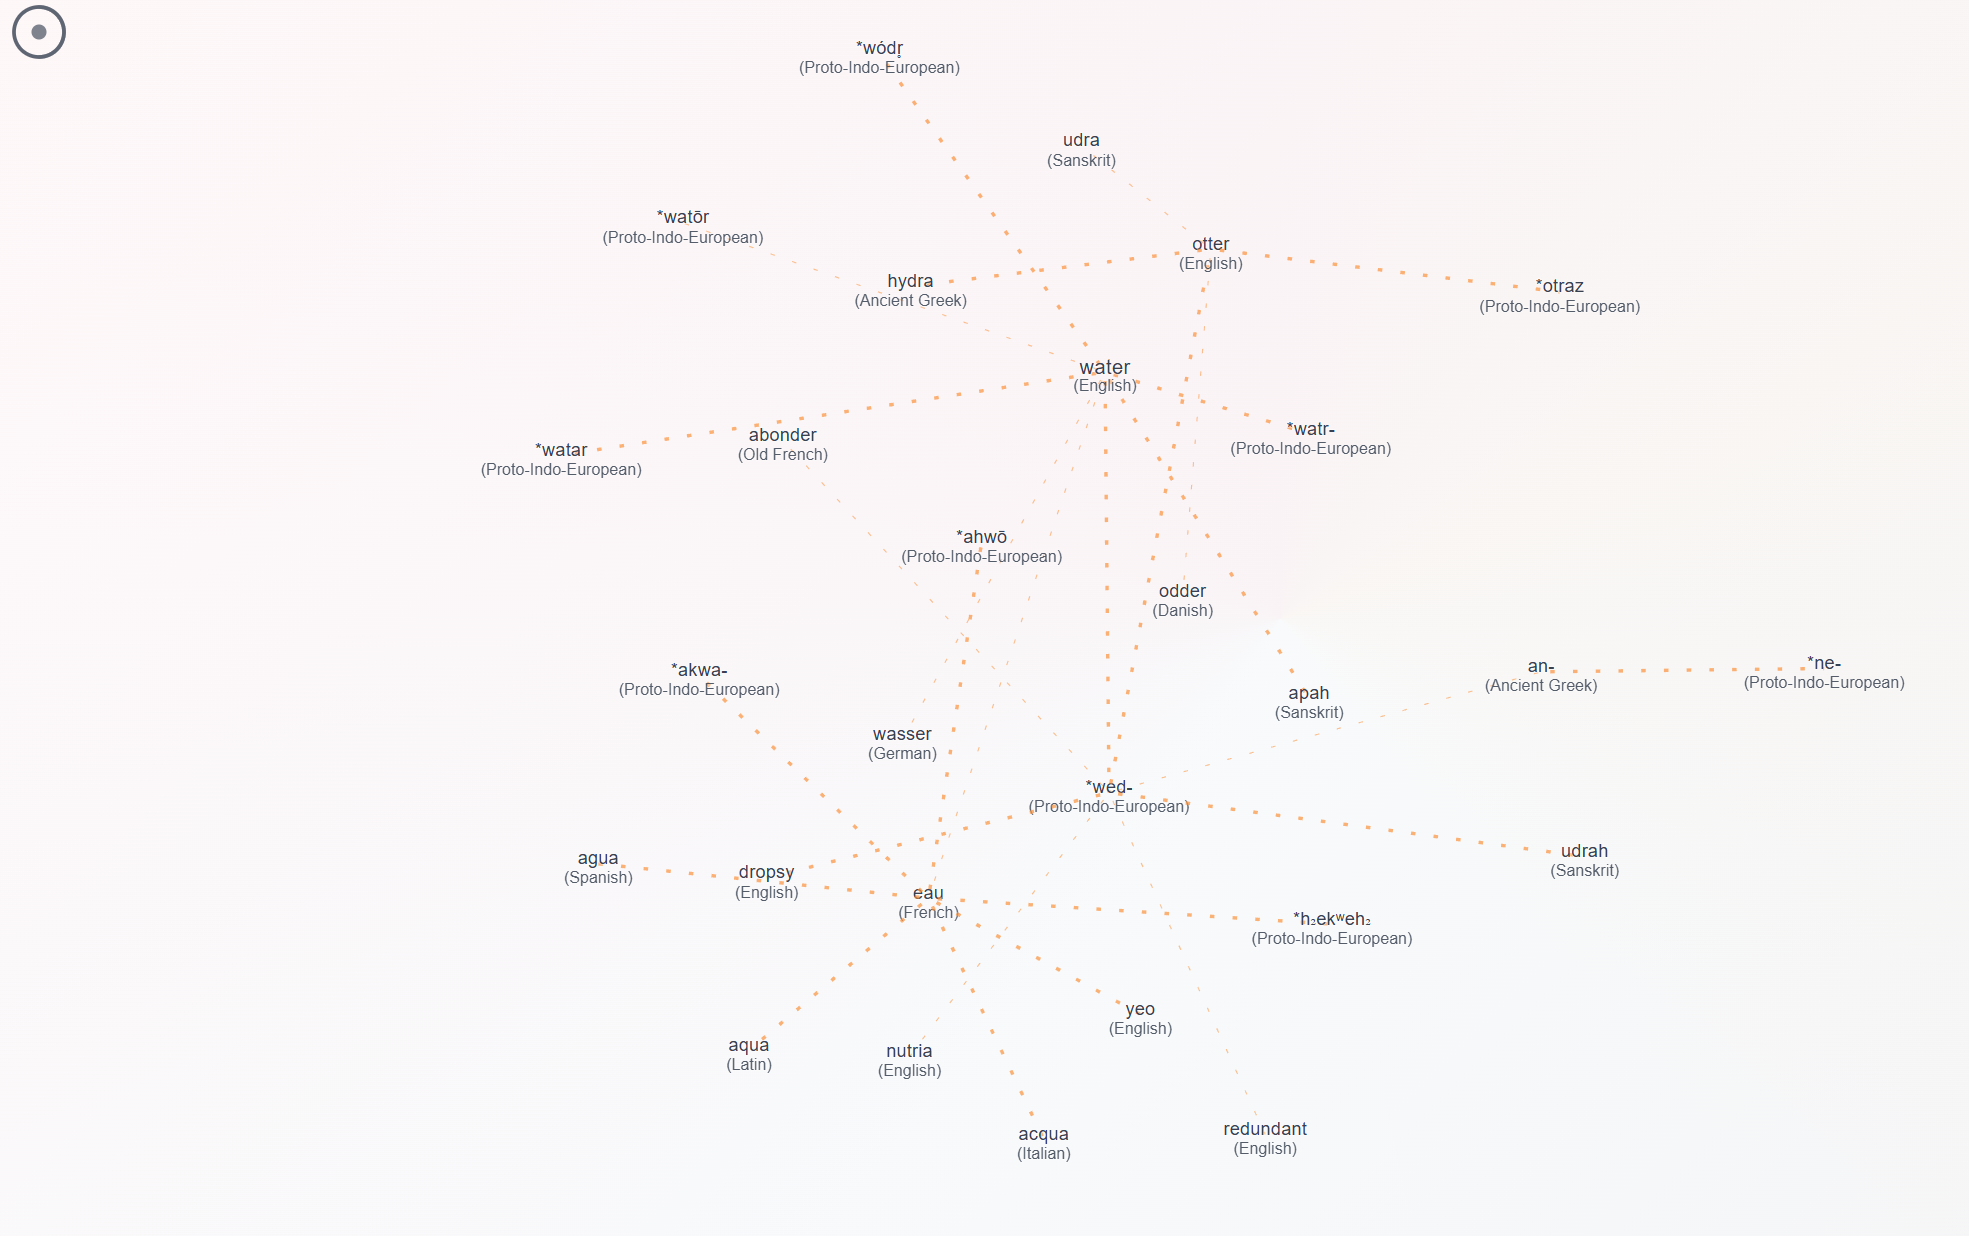 *wódr̥
(Proto-Indo-European)
udra
(Sanskrit)
*watōr
(Proto-Indo-European)
otter
(English)
hydra
(Ancient Greek)
*otraz
(Proto-Indo-European)
water
(English)
abonder
(Old French)
*watr-
(Proto-Indo-European)
*watar
(Proto-Indo-European)
*ahwō
(Proto-Indo-European)
odder
(Danish)
*akwa-
(Proto-Indo-European)
apah
(Sanskrit)
an-
(Ancient Greek)
*ne-
(Proto-Indo-European)
wasser
(German)
*wed-
(Proto-Indo-European)
agua
(Spanish)
dropsy
(English)
udrah
(Sanskrit)
eau
(French)
*h₂ekʷeh₂
(Proto-Indo-European)
yeo
(English)
aqua
(Latin)
nutria
(English)
acqua
(Italian)
redundant
(English)